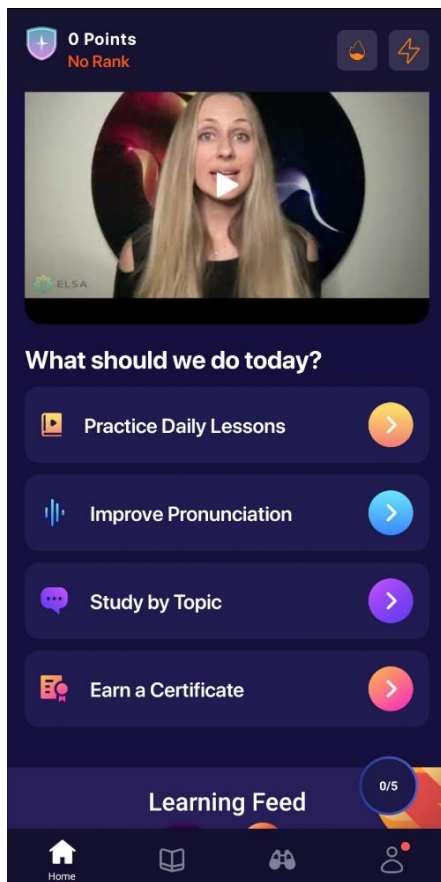 0 Points
No Rank
ELSA
What should we do today?
Practice Daily Lessons
Improve Pronunciation
Study by Topic
Earn a Certificate
0/5
Learning Feed
Home